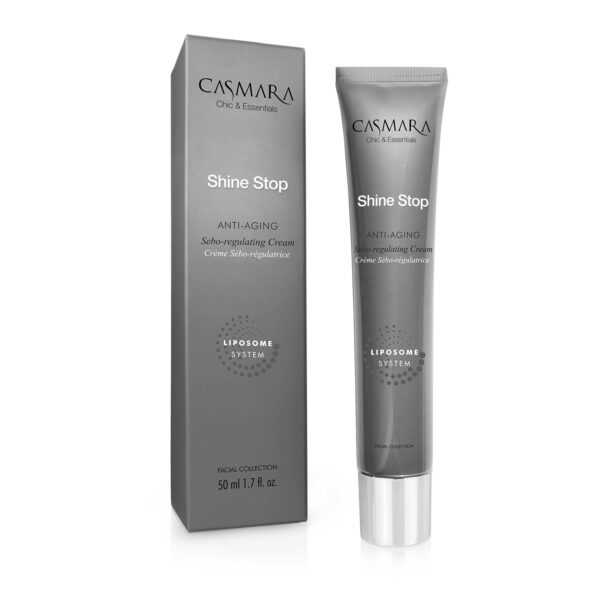 CASMARA
Chic & Essentials
Shine Stop
ANTI-AGING
Sebo-regulating Cream
Crème Sébo-régulatrice
LIPOSOME
SYSTEM
FACIAL COLLECTION
50 ml 1.7 fl. oz.
CASMARA
Chic & Essentials
Shine Stop
ANTI-AGING
Sebo-regulating Cream
Crème Sébo-régulatrice
LIPOSOME
SYSTEM
FACIAL COLLECTION